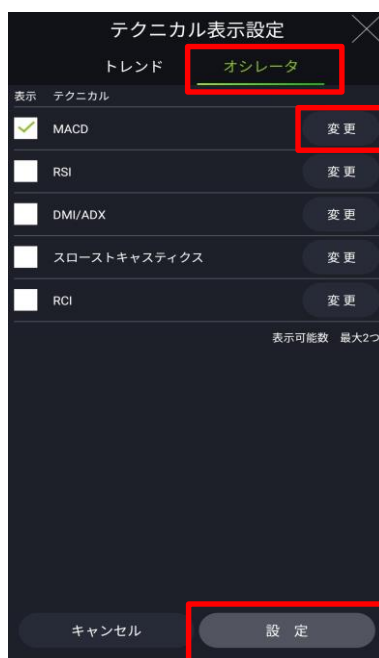 テクニカル表示設定
トレンド オシレータ
表示 テクニカル
MACD 変更
RSI 変更
DMI/ADX 変更
スローストキャスティクス 変更
RCI 変更
表示可能数 最大2つ
キャンセル 設 定